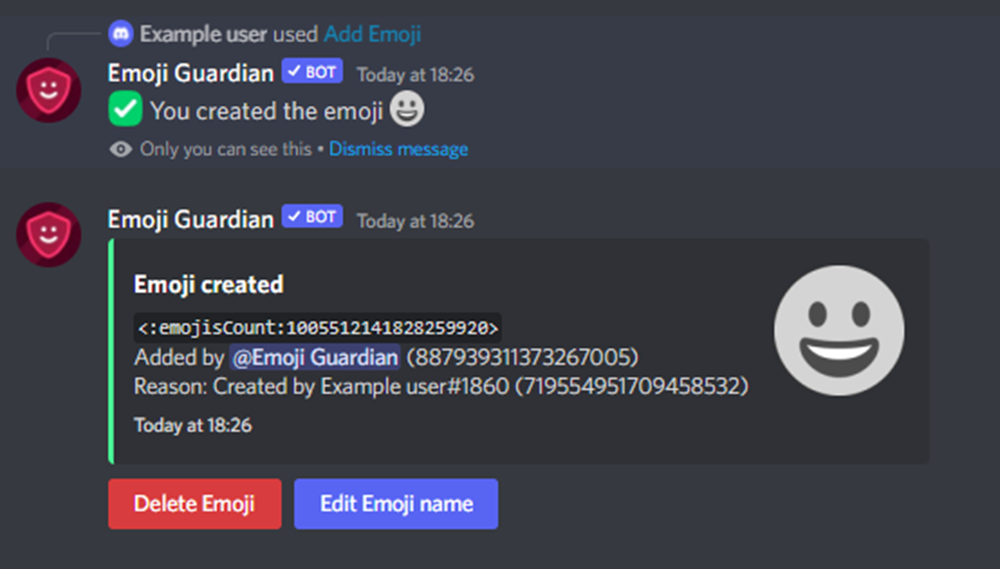 Example user used Add Emoji
Emoji Guardian ✓ BOT Today at 18:26
✅ You created the emoji 😀
Only you can see this • Dismiss message
Emoji Guardian ✓ BOT Today at 18:26
Emoji created
<:emojisCount:1005512141828259920>
Added by @Emoji Guardian (887939311373267005)
Reason: Created by Example user#1860 (719554951709458532)
Today at 18:26
Delete Emoji Edit Emoji name